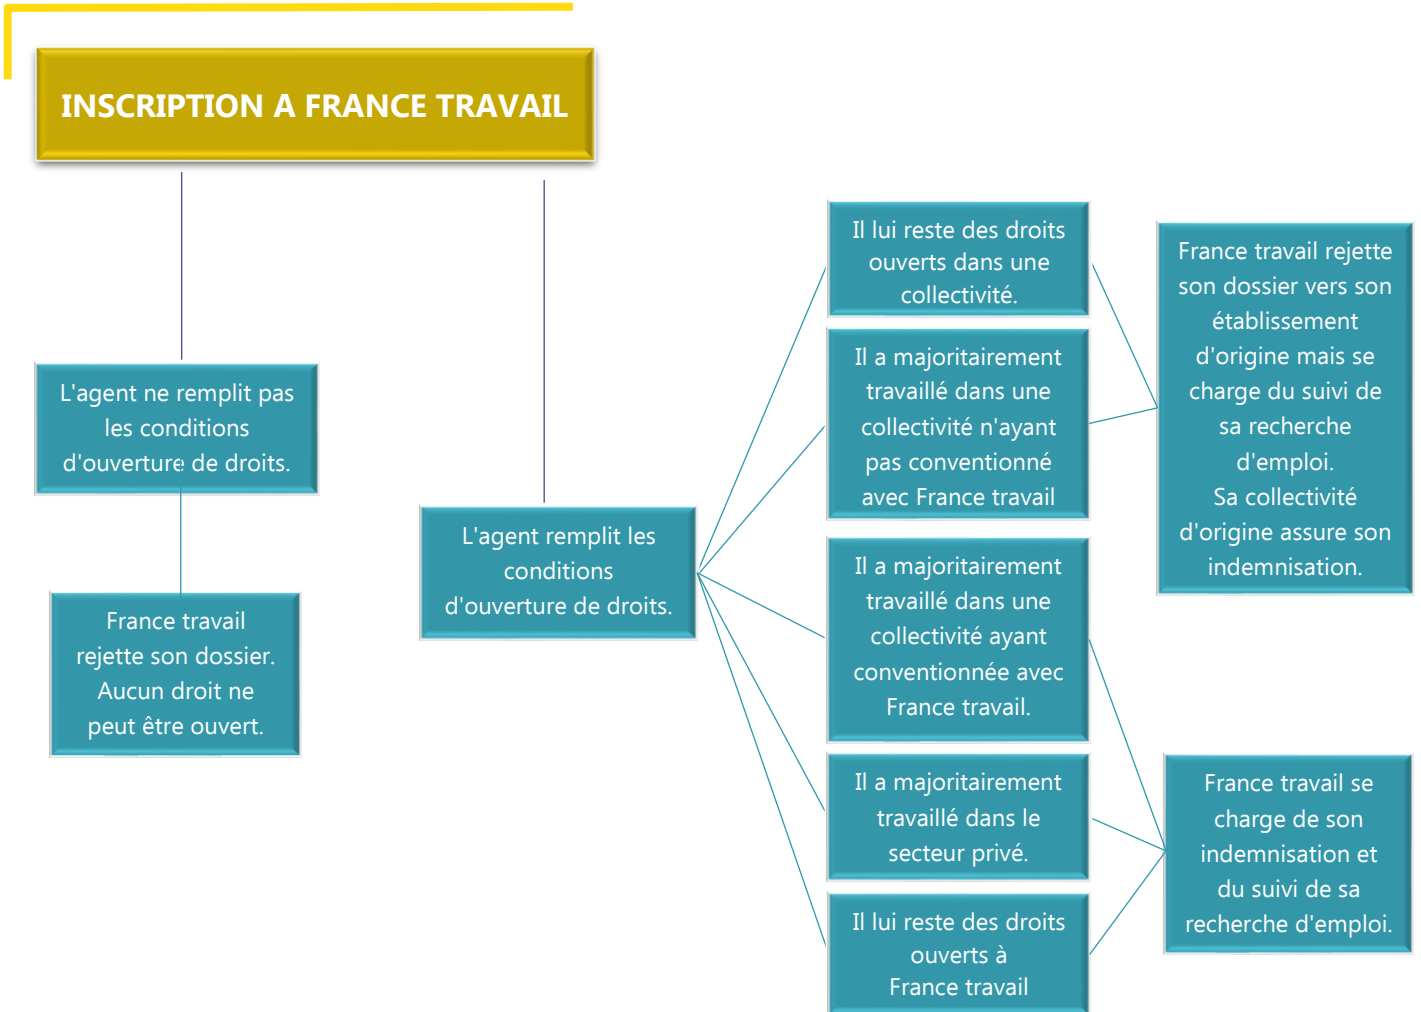 INSCRIPTION A FRANCE TRAVAIL
L'agent ne remplit pas
les conditions
d'ouverture de droits.
France travail
rejette son dossier.
Aucun droit ne
peut être ouvert.
L'agent remplit les
conditions
d'ouverture de droits.
Il lui reste des droits
ouverts dans une
collectivité.
Il a majoritairement
travaillé dans une
collectivité n'ayant
pas conventionné
avec France travail
Il a majoritairement
travaillé dans une
collectivité ayant
conventionnée avec
France travail.
Il a majoritairement
travaillé dans le
secteur privé.
Il lui reste des droits
ouverts à
France travail
France travail rejette
son dossier vers son
établissement
d'origine mais se
charge du suivi de
sa recherche
d'emploi.
Sa collectivité
d'origine assure son
indemnisation.
France travail se
charge de son
indemnisation et
du suivi de sa
recherche d'emploi.